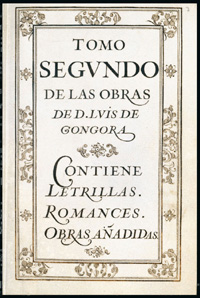 TOMO
SEGVNDO
DE LAS OBRAS
DE D. LVIS DE
GONGORA
CONTIENE
LETRILLAS.
ROMANCES.
OBRAS AÑADIDAS.